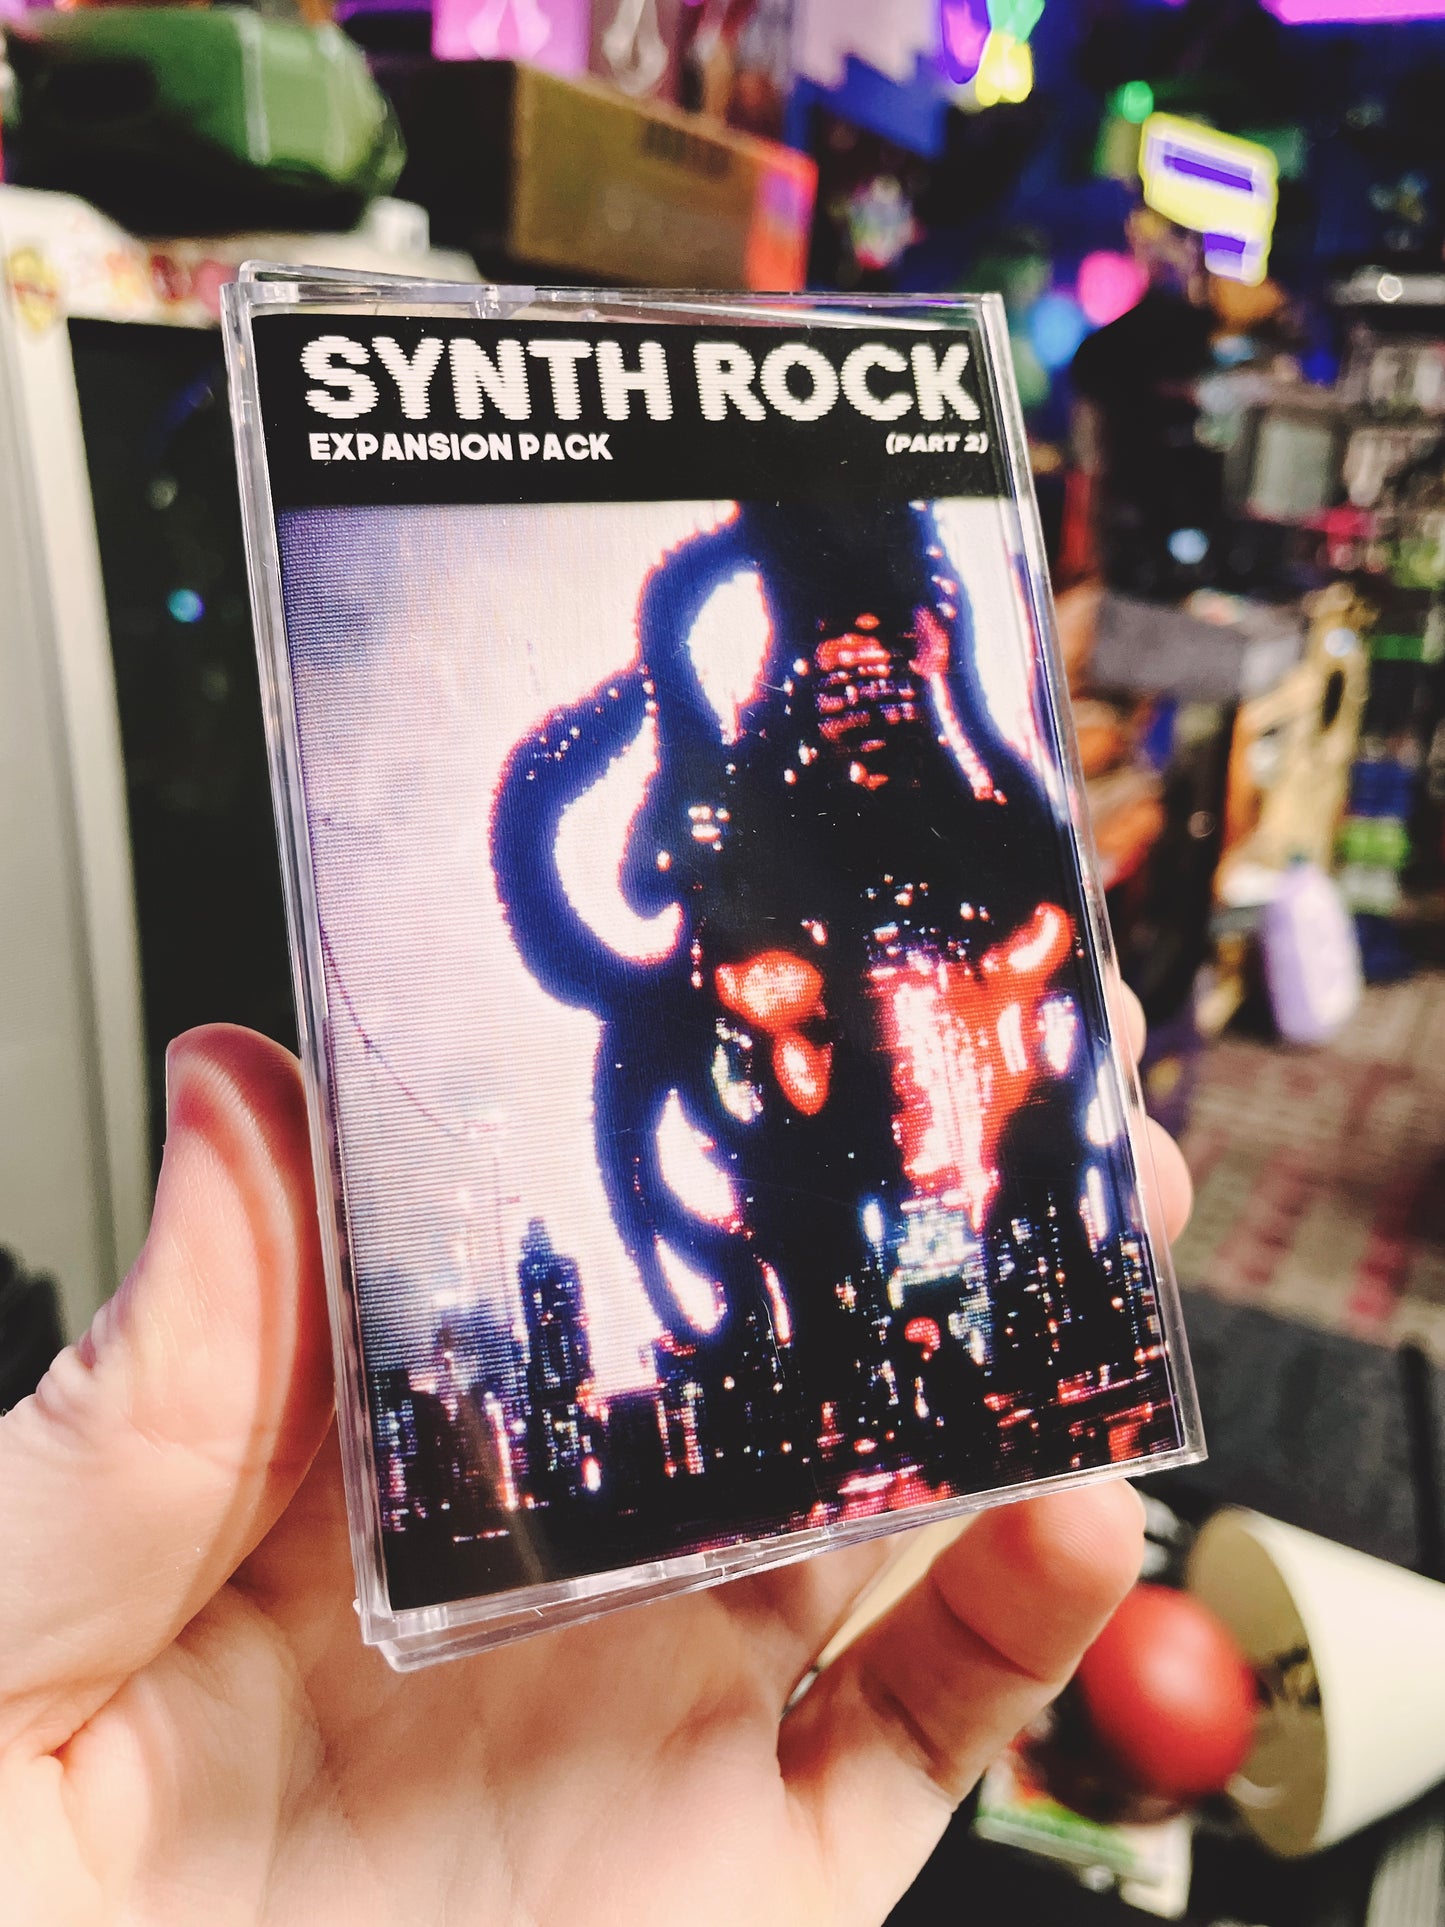 SYNTH ROCK
EXPANSION PACK
(PART 2)